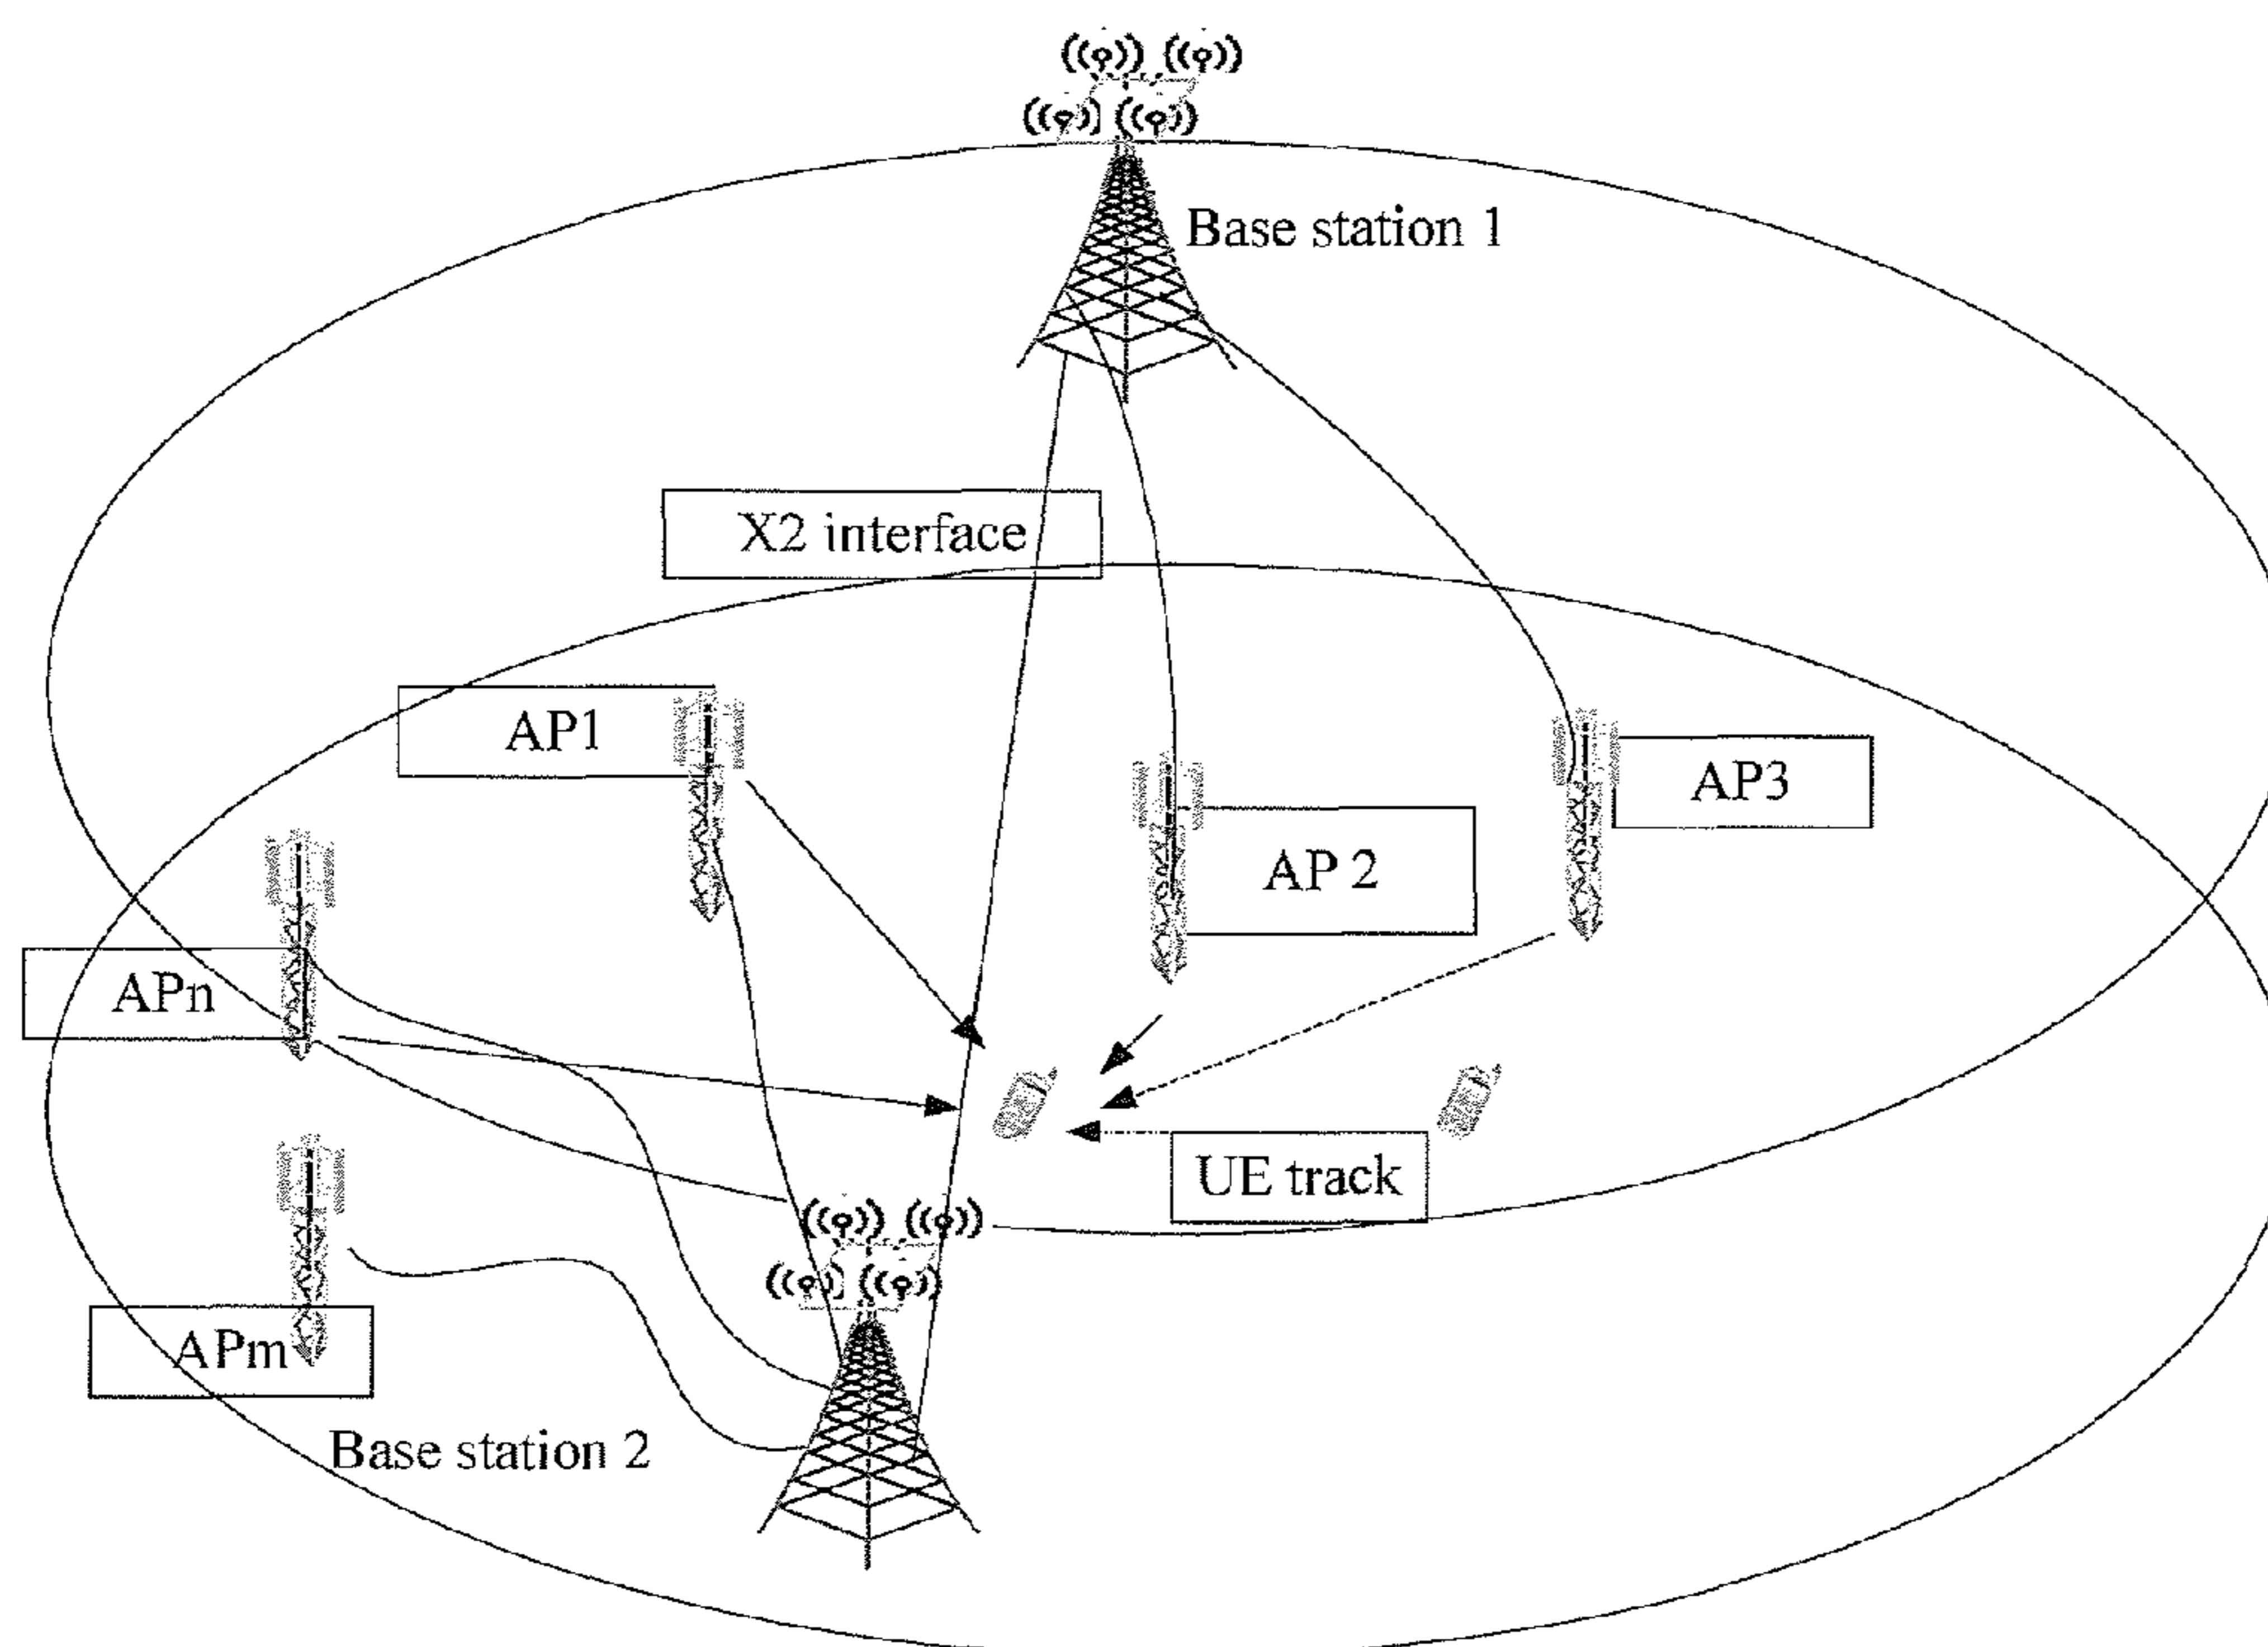 Base station 1
X2 interface
AP1
AP3
AP 2
APn
UE track
APm
Base station 2